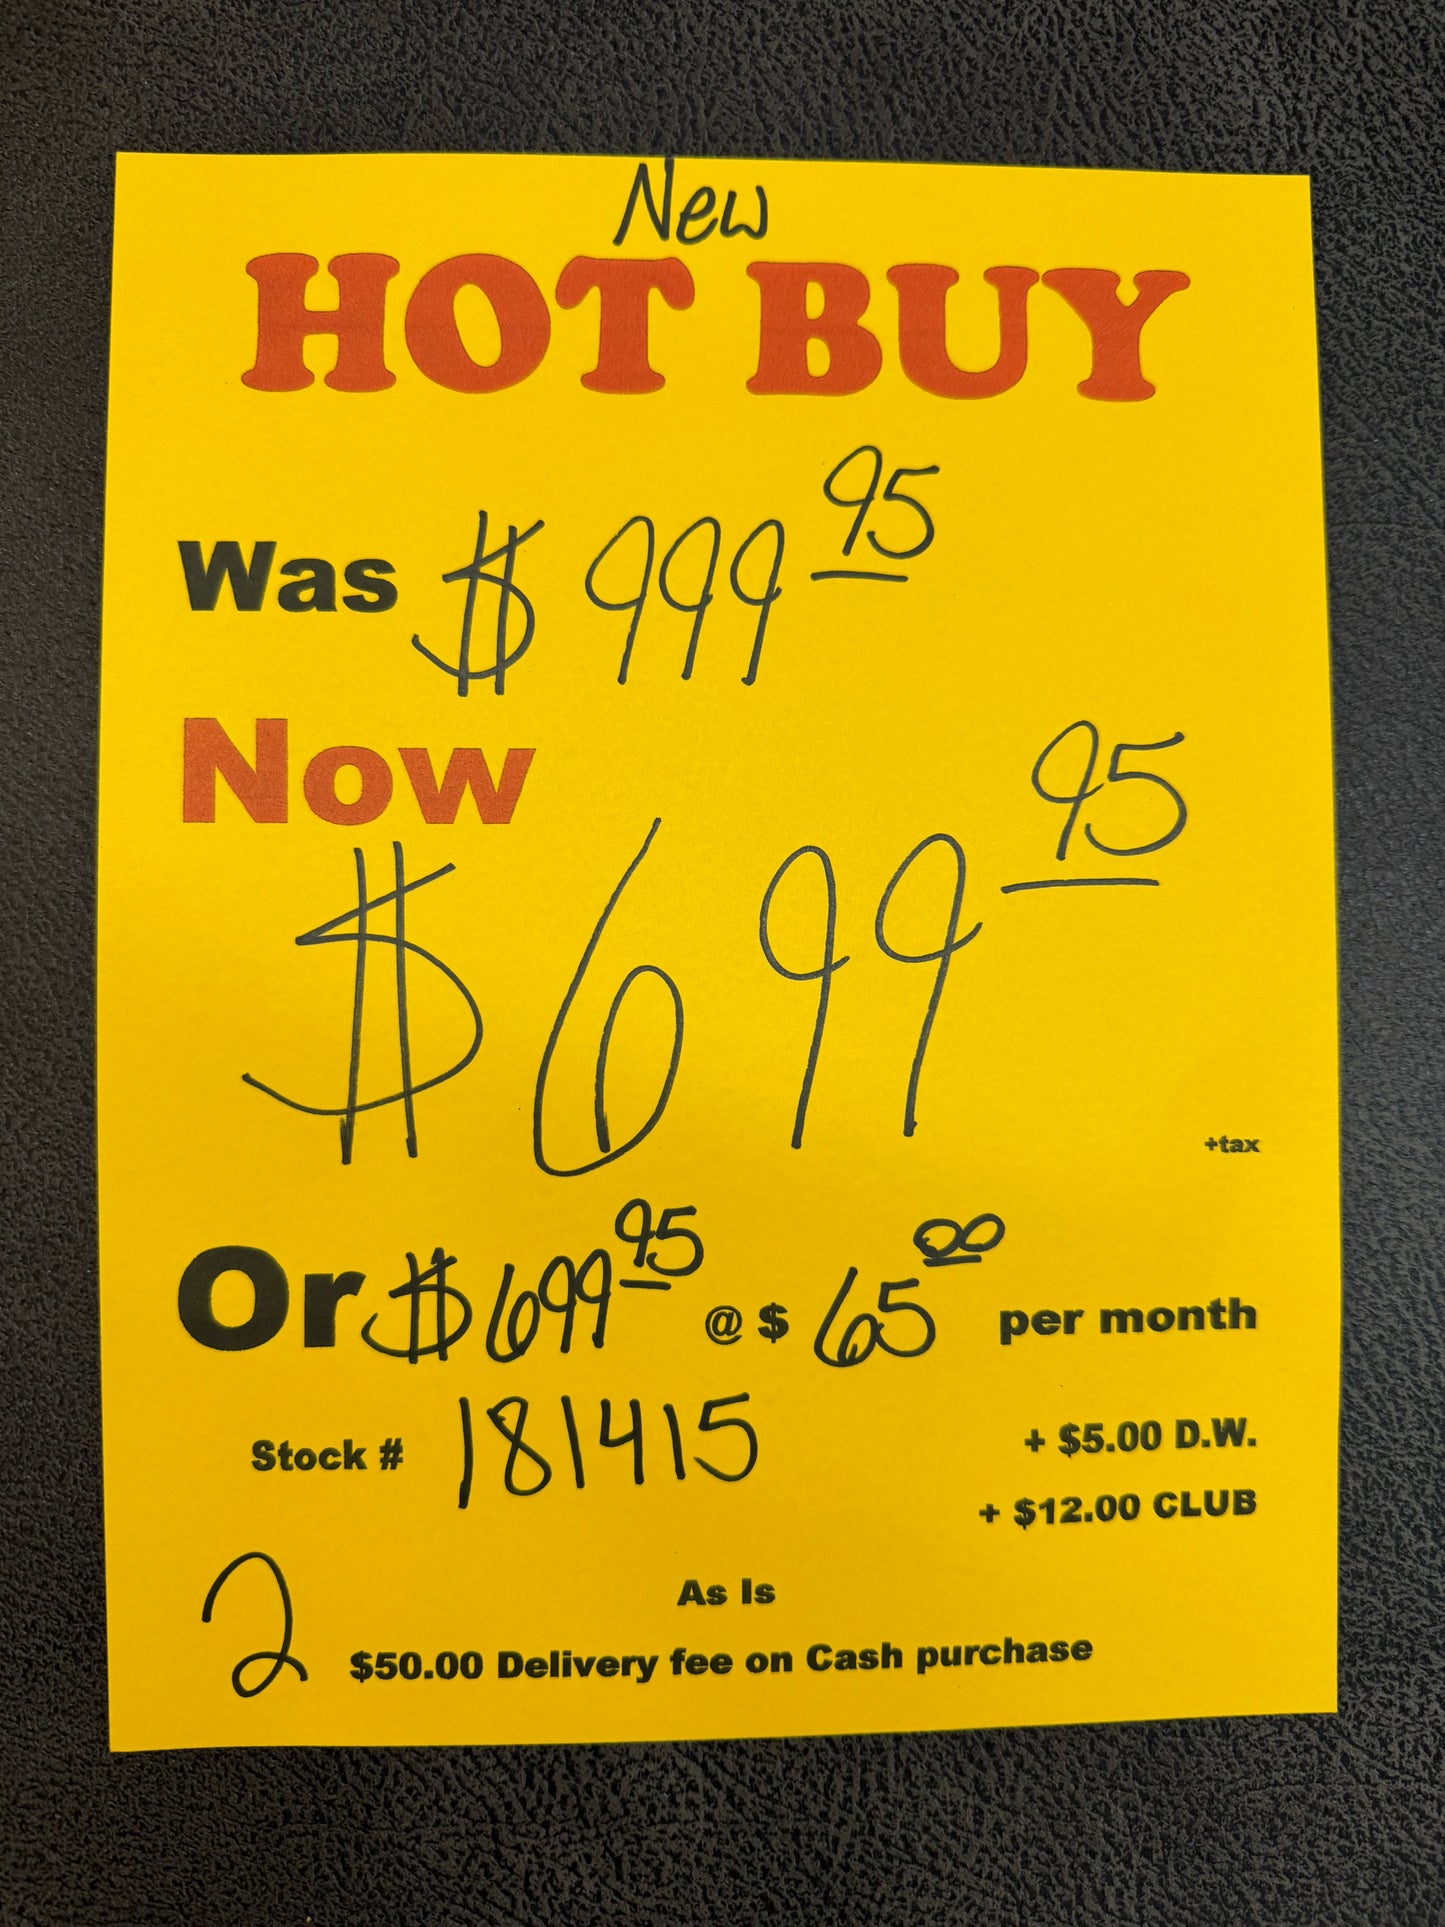 New
HOT BUY
Was $ 999 95
Now
$ 699 95
+tax
Or $ 699 95 @ $ 65 00 per month
Stock # 181415
+ $5.00 D.W.
+ $12.00 CLUB
As Is
2
$50.00 Delivery fee on Cash purchase